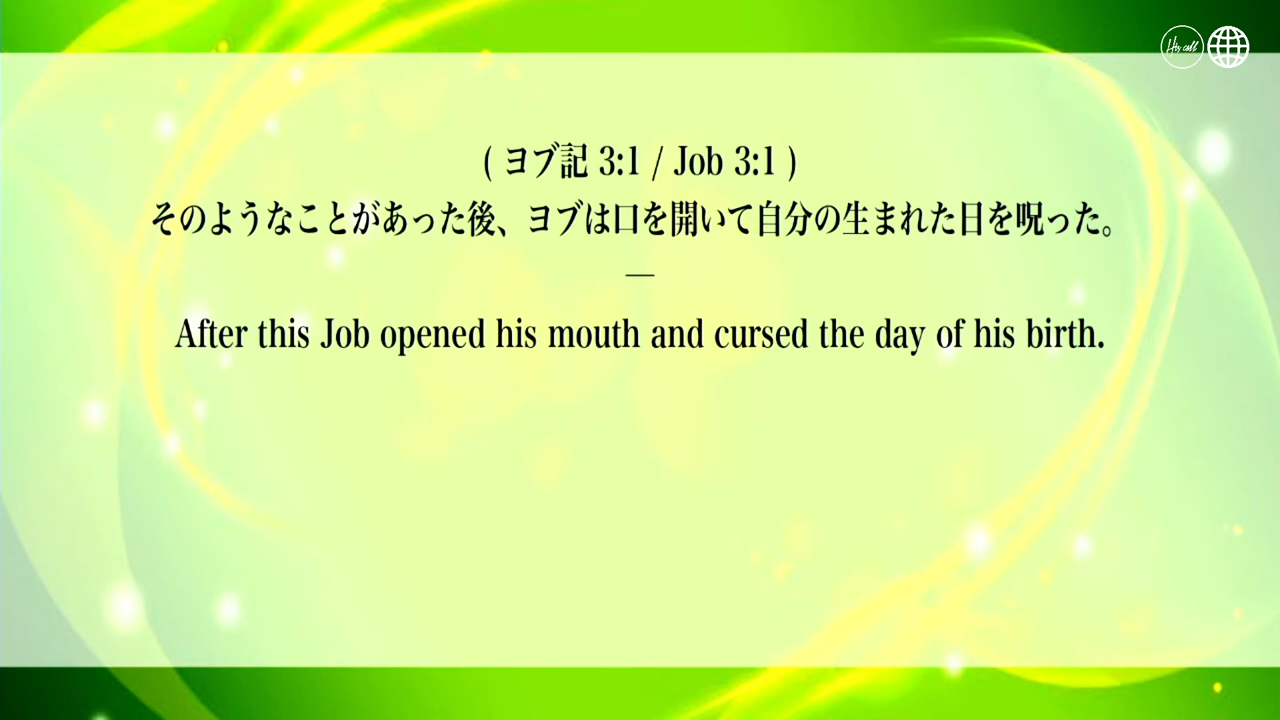 His call
( ヨブ記 3:1 / Job 3:1 )
そのようなことがあった後、ヨブは口を開いて自分の生まれた日を呪った。
—
After this Job opened his mouth and cursed the day of his birth.